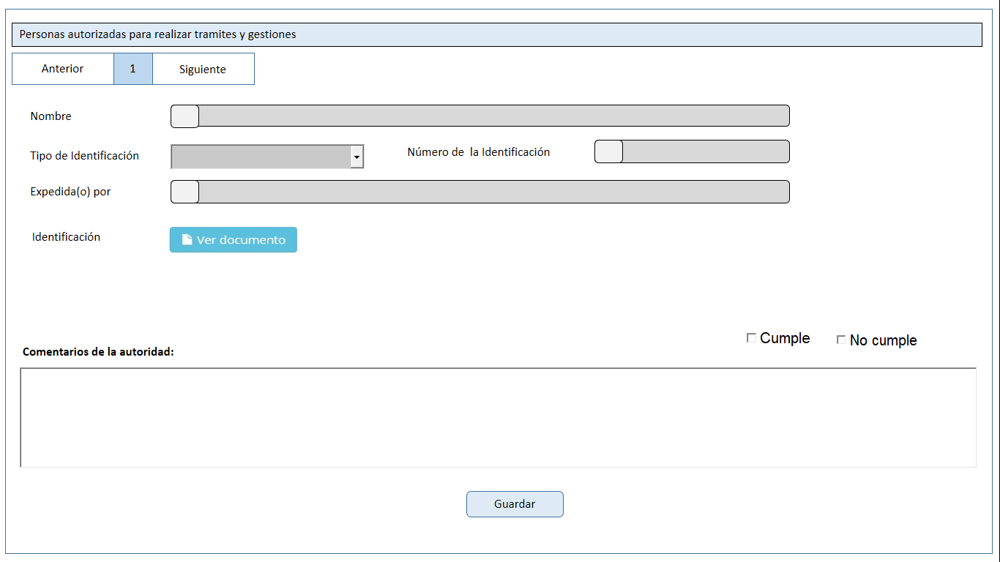 Personas autorizadas para realizar tramites y gestiones
Anterior 1 Siguiente
Nombre
Tipo de Identificación Número de  la Identificación
Expedida(o) por
Identificación Ver documento
Cumple No cumple
Comentarios de la autoridad:
Guardar